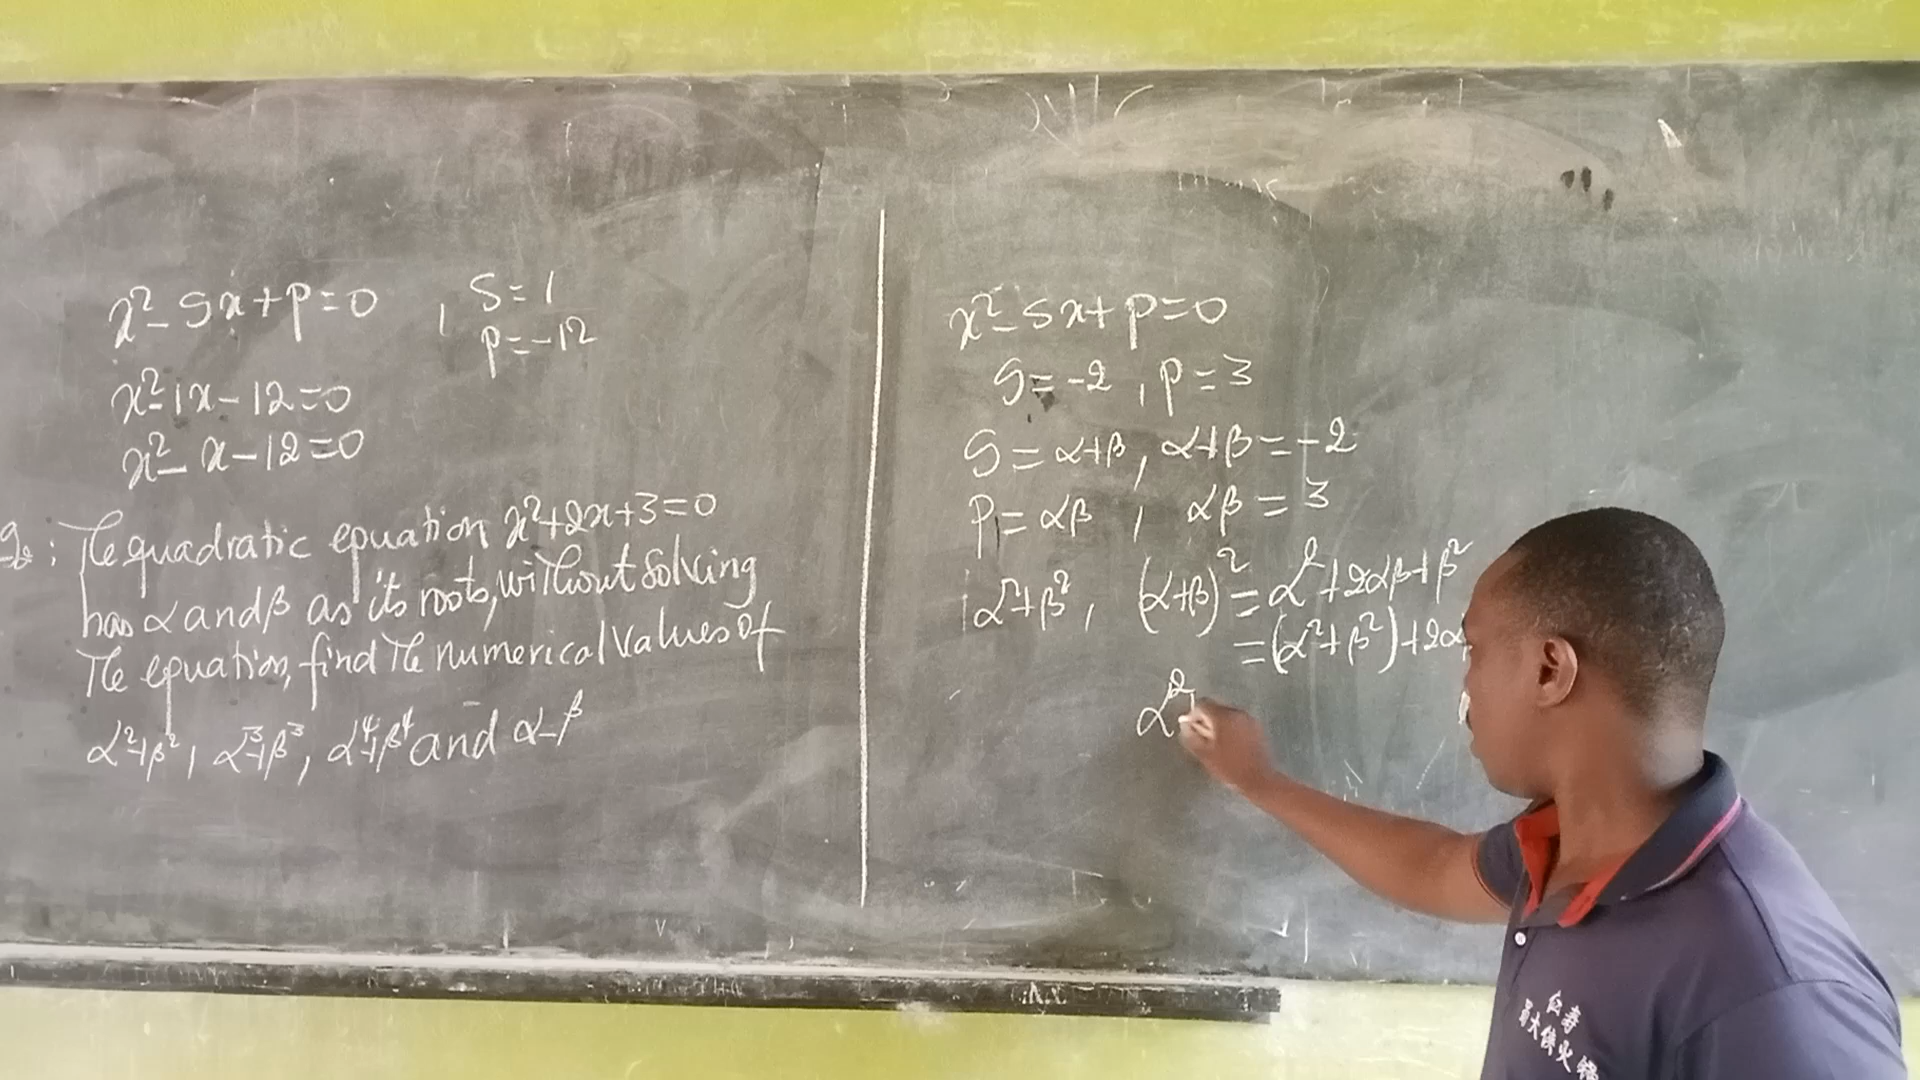 x² - Sx + p = 0 , S = 1
p = -12
x² - 1x - 12 = 0
x² - x - 12 = 0
The quadratic equation x² + 2x + 3 = 0
has α and β as its roots, without solving
The equation, find The numerical values of
α² + β², α³ + β³, α⁴ + β⁴ and α - β
x² - Sx + p = 0
S = -2 , p = 3
S = α + β, α + β = -2
P = αβ , αβ = 3
α² + β², (α + β)² = α² + 2αβ + β²
= (α² + β²) + 2α
α²